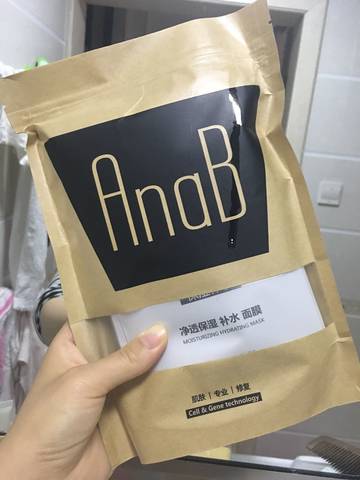 AnaB
净透保湿 补水 面膜
MOISTURIZING HYDRATING MASK
肌肤 | 专业 | 修复
Cell & Gene technology